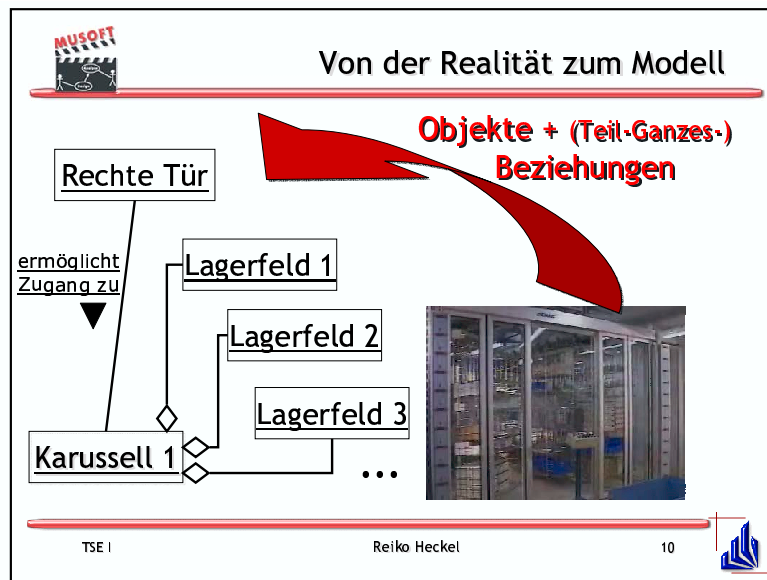 MUSOFT
Von der Realität zum Modell
Objekte + (Teil-Ganzes-)
Beziehungen
Rechte Tür
ermöglicht
Zugang zu
Lagerfeld 1
Lagerfeld 2
Lagerfeld 3
Karussell 1
...
TSE I
Reiko Heckel
10